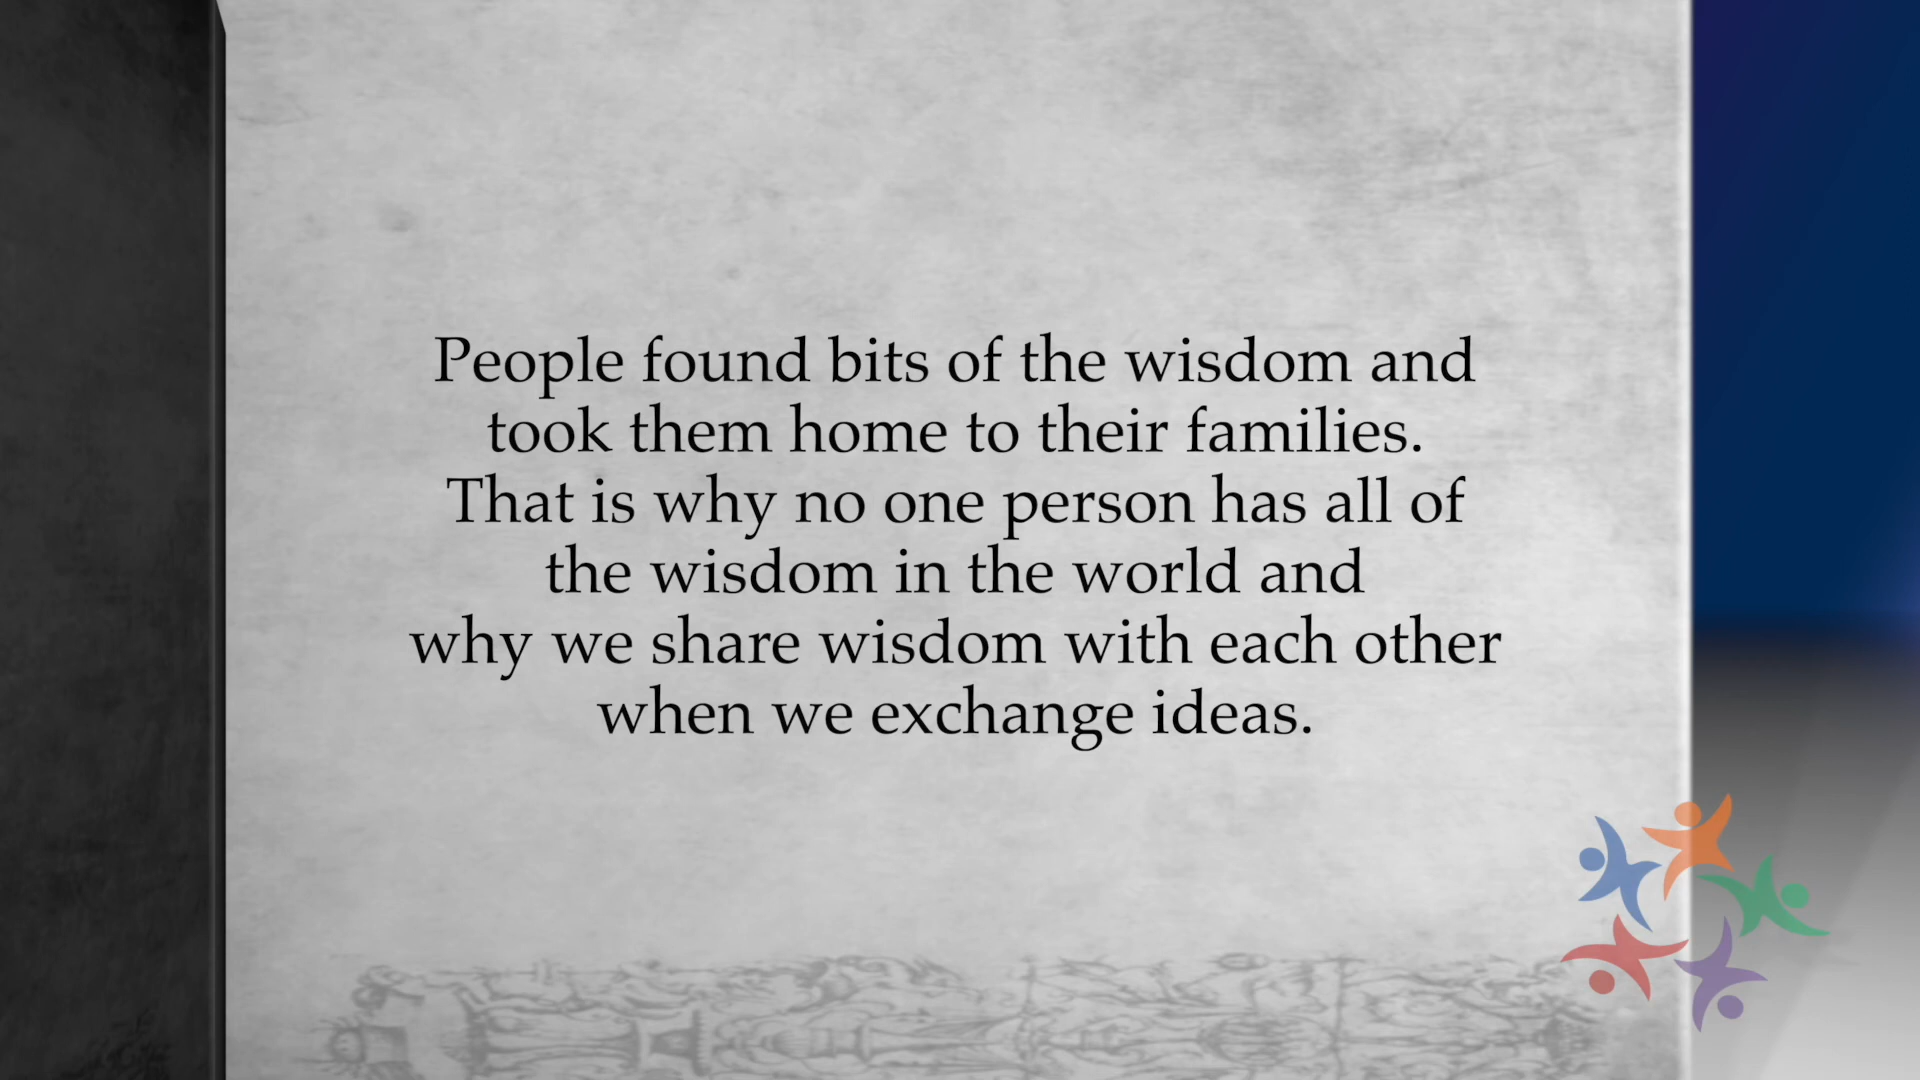 People found bits of the wisdom and
took them home to their families.
That is why no one person has all of
the wisdom in the world and
why we share wisdom with each other
when we exchange ideas.